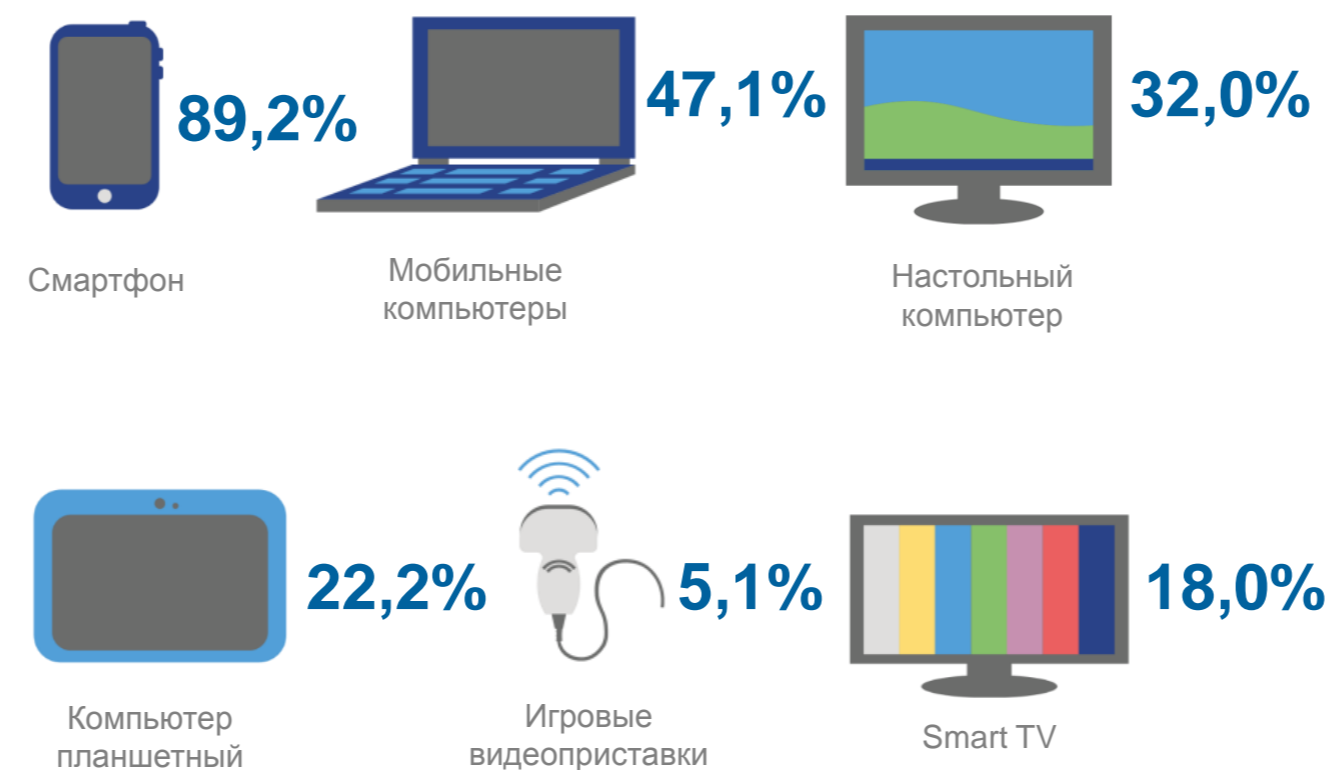 89,2%
47,1%
32,0%
Смартфон
Мобильные
компьютеры
Настольный
компьютер
22,2%
5,1%
18,0%
Компьютер
планшетный
Игровые
видеоприставки
Smart TV